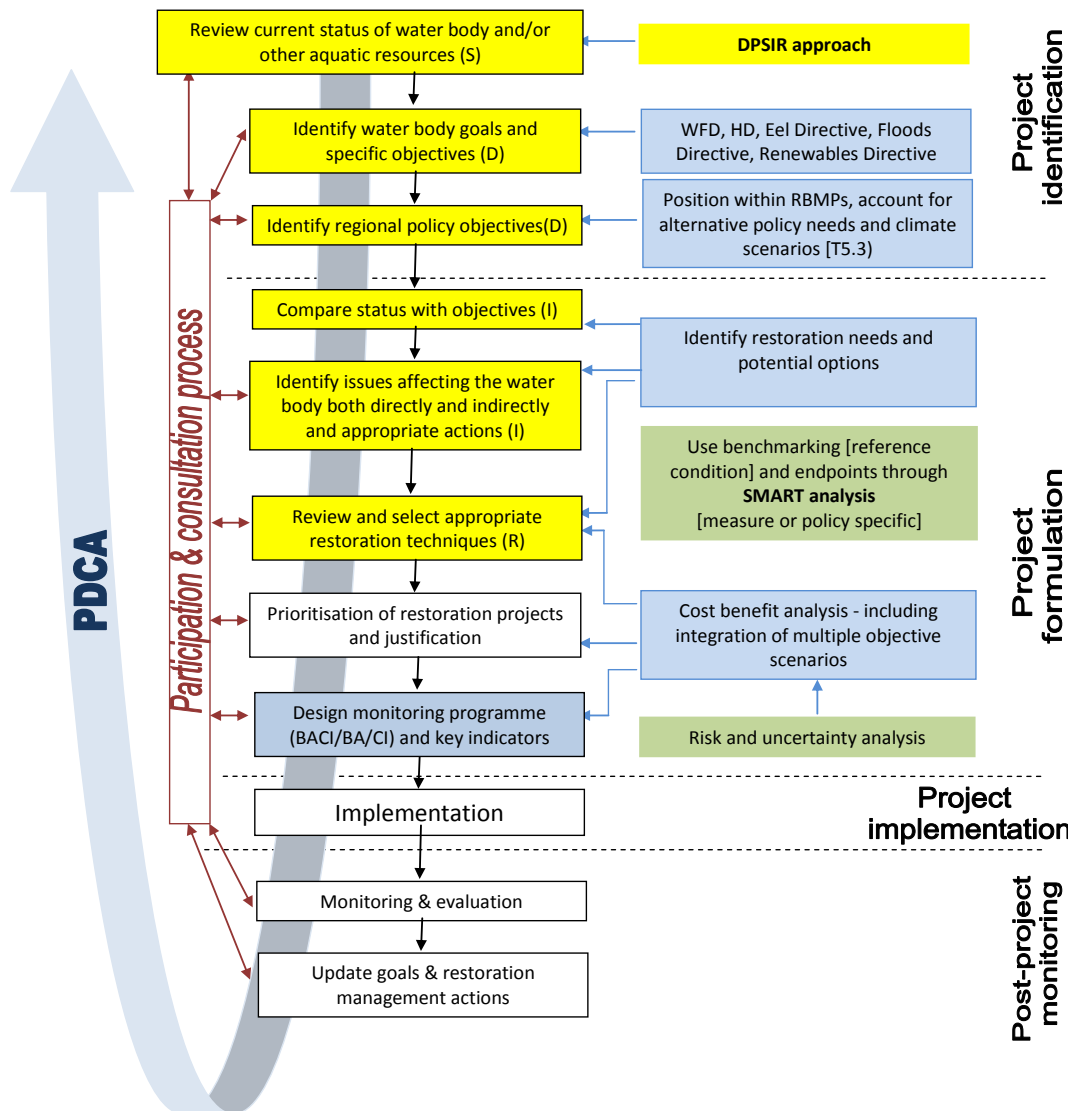 Review current status of water body and/or
other aquatic resources (S)
DPSIR approach
Identify water body goals and
specific objectives (D)
WFD, HD, Eel Directive, Floods
Directive, Renewables Directive
Identify regional policy objectives(D)
Position within RBMPs, account for
alternative policy needs and climate
scenarios [T5.3)
Project
identification
Compare status with objectives (I)
Identify restoration needs and
potential options
Identify issues affecting the water
body both directly and indirectly
and appropriate actions (I)
Use benchmarking [reference
condition] and endpoints through
SMART analysis
[measure or policy specific]
Review and select appropriate
restoration techniques (R)
Prioritisation of restoration projects
and justification
Cost benefit analysis - including
integration of multiple objective
scenarios
Design monitoring programme
(BACI/BA/CI) and key indicators
Risk and uncertainty analysis
Project
formulation
Implementation
Project
implementation
Monitoring & evaluation
Update goals & restoration
management actions
Post-project
monitoring
Participation & consultation process
PDCA